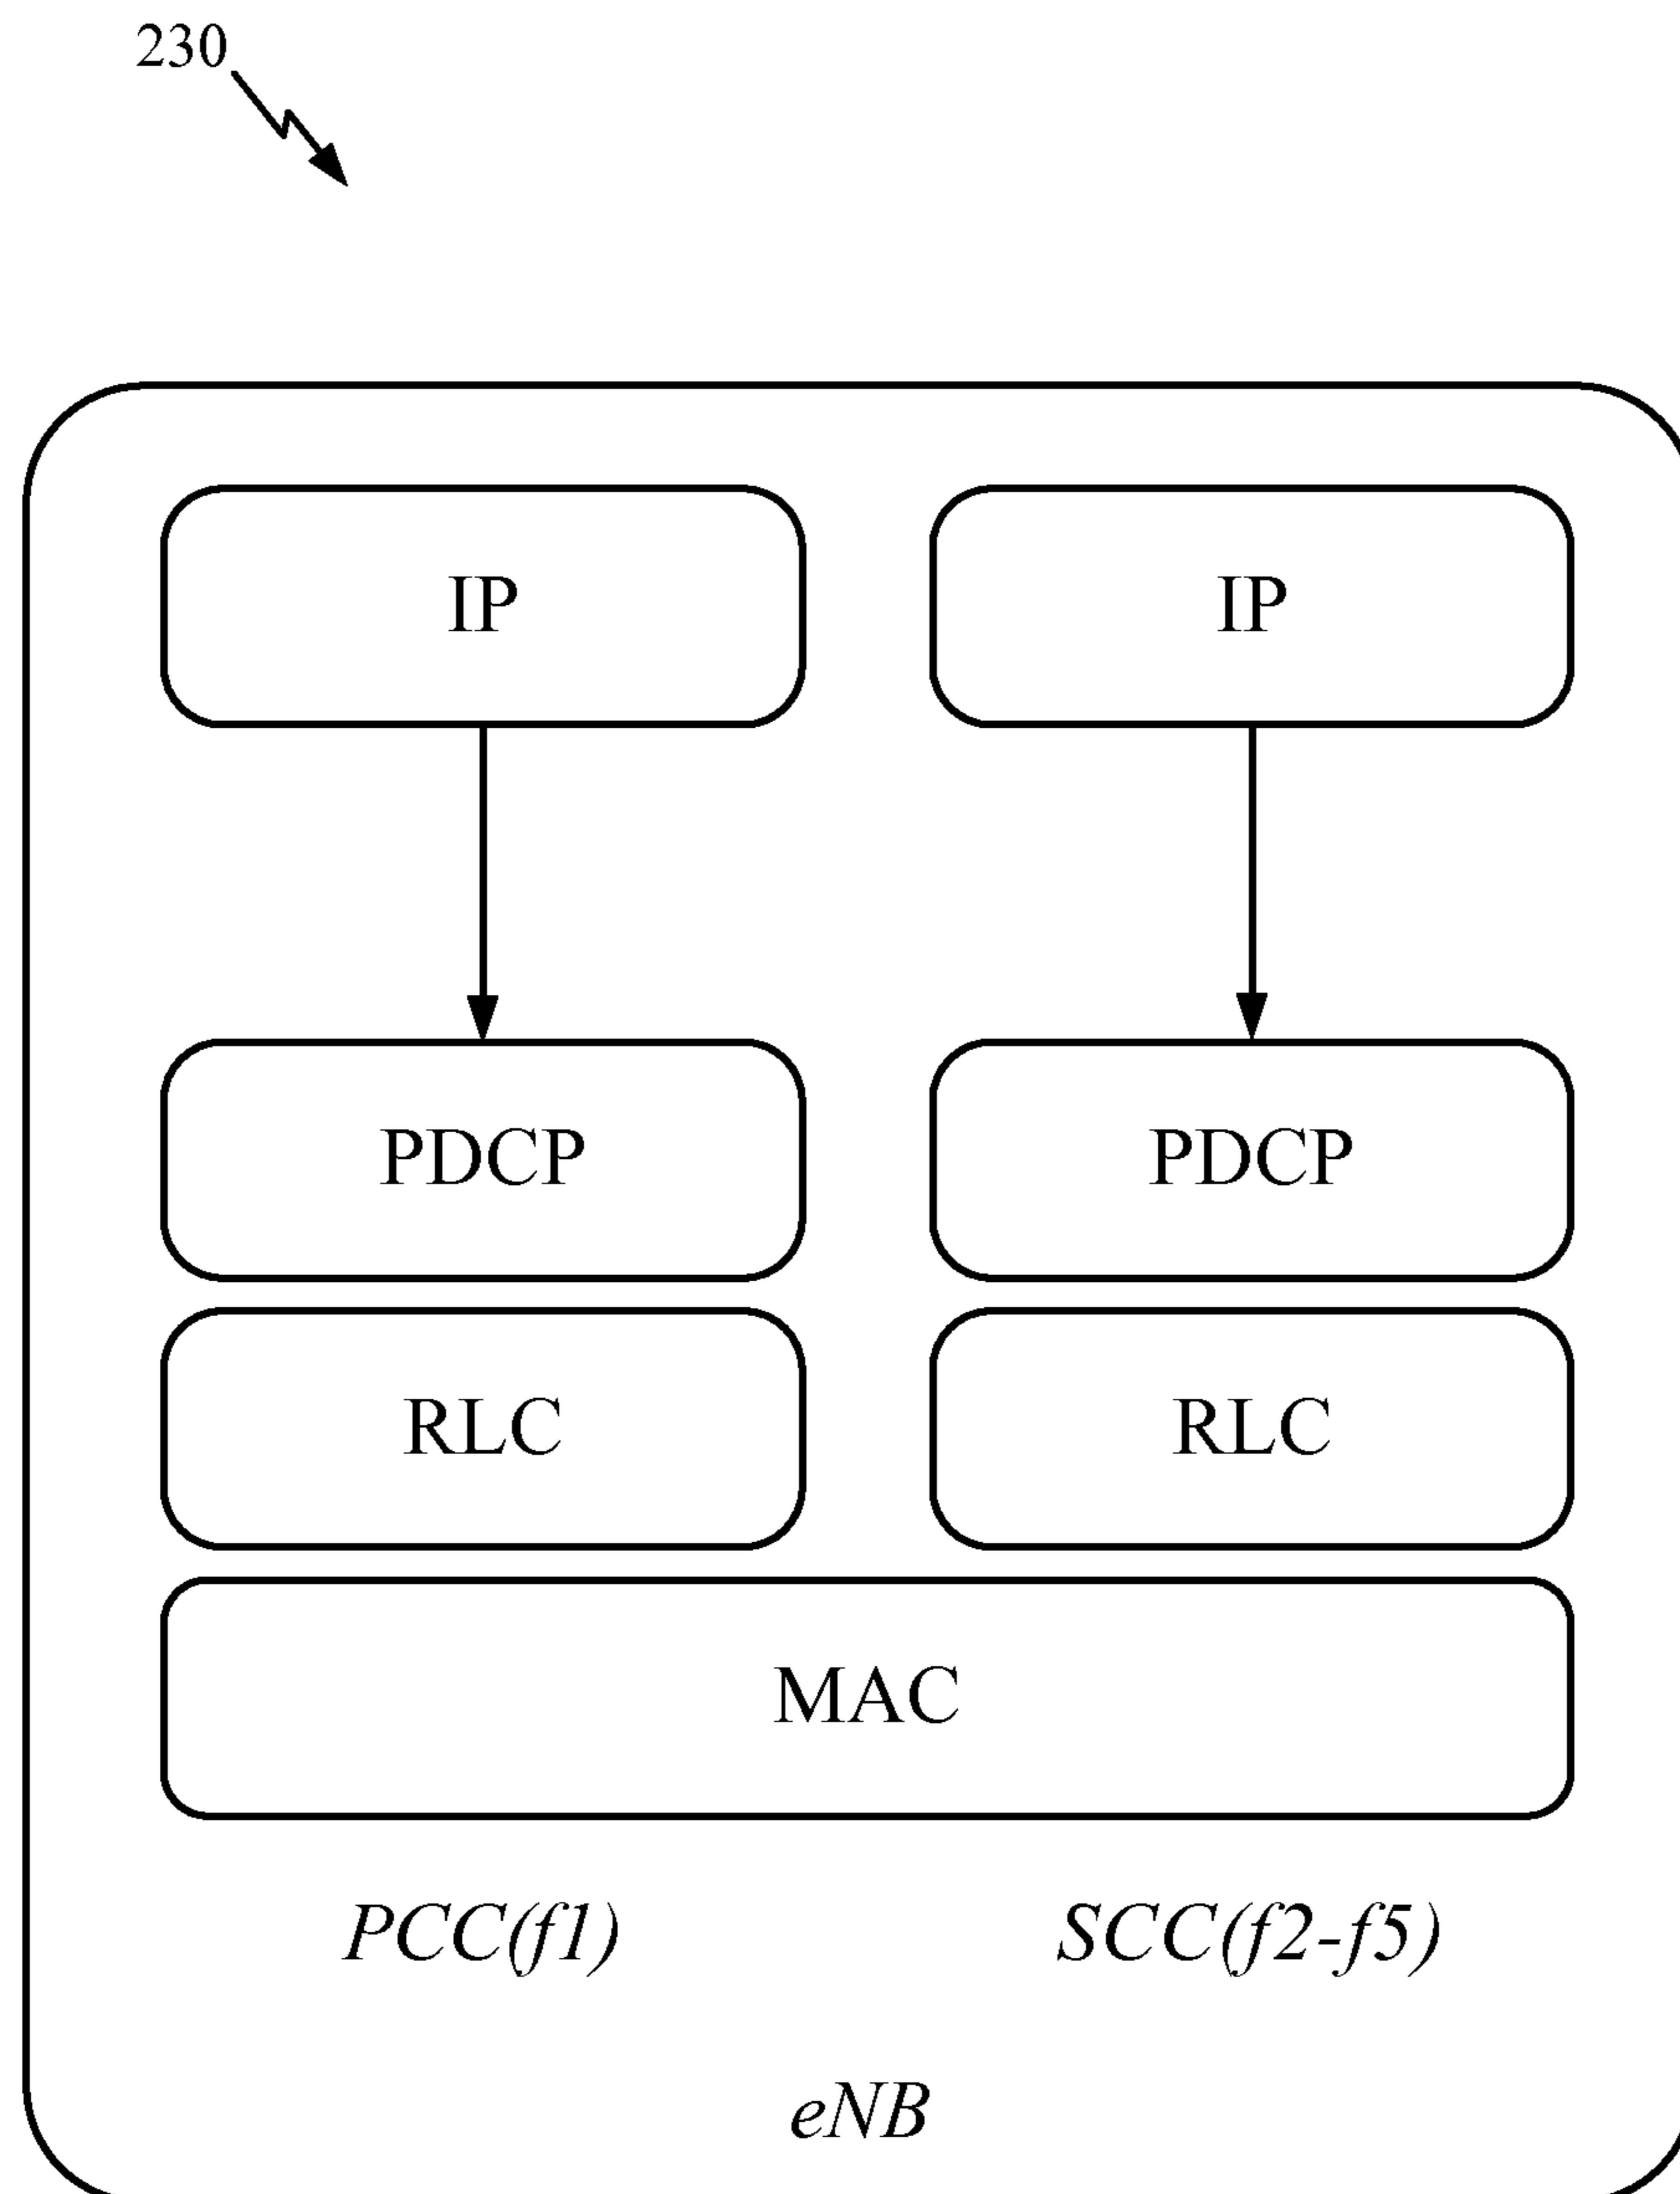 230
IP IP
PDCP PDCP
RLC RLC
MAC
PCC(f1) SCC(f2-f5)
eNB